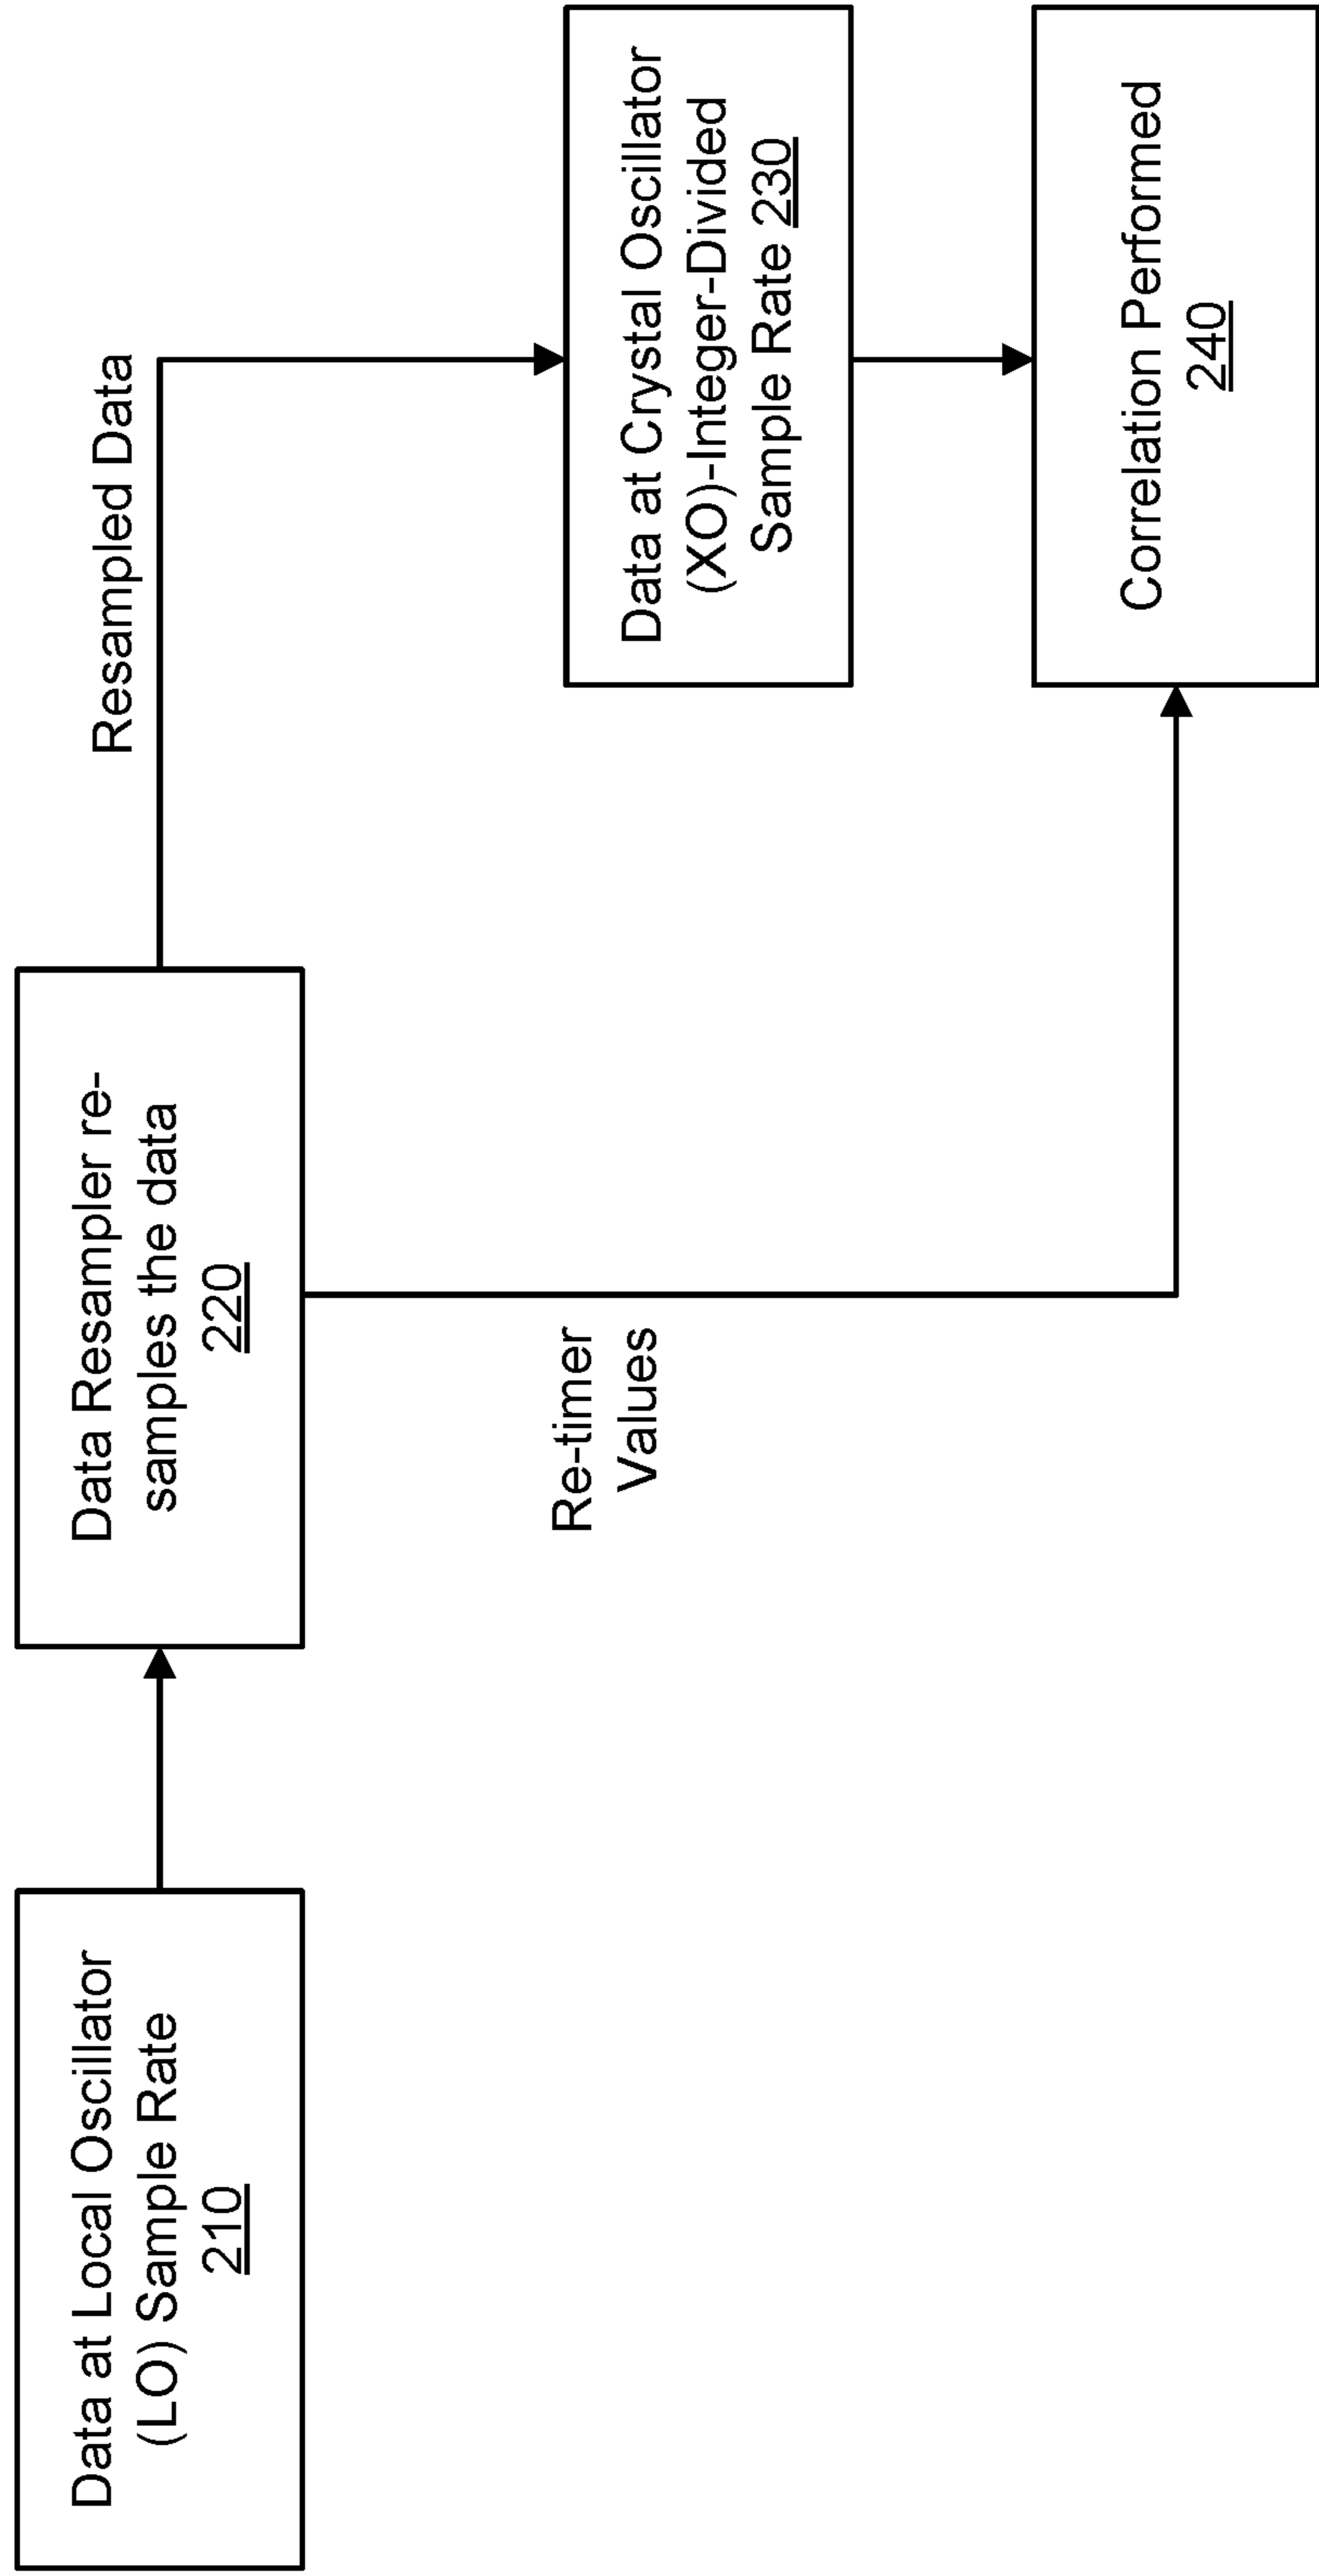 Data at Local Oscillator
(LO) Sample Rate
210
Data Resampler re-
samples the data
220
Resampled Data
Re-timer
Values
Data at Crystal Oscillator
(XO)-Integer-Divided
Sample Rate 230
Correlation Performed
240